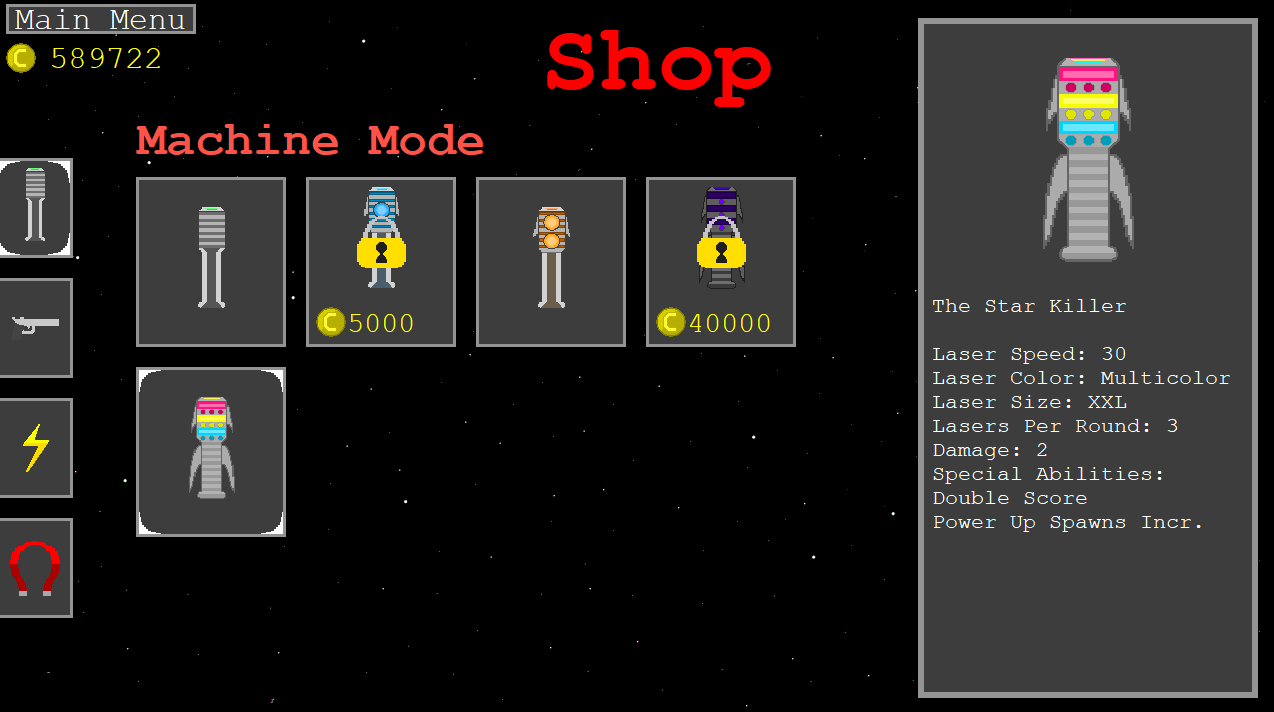 Main Menu
C 589722
Shop
Machine Mode
C 5000
C 40000
The Star Killer
Laser Speed: 30
Laser Color: Multicolor
Laser Size: XXL
Lasers Per Round: 3
Damage: 2
Special Abilities:
Double Score
Power Up Spawns Incr.